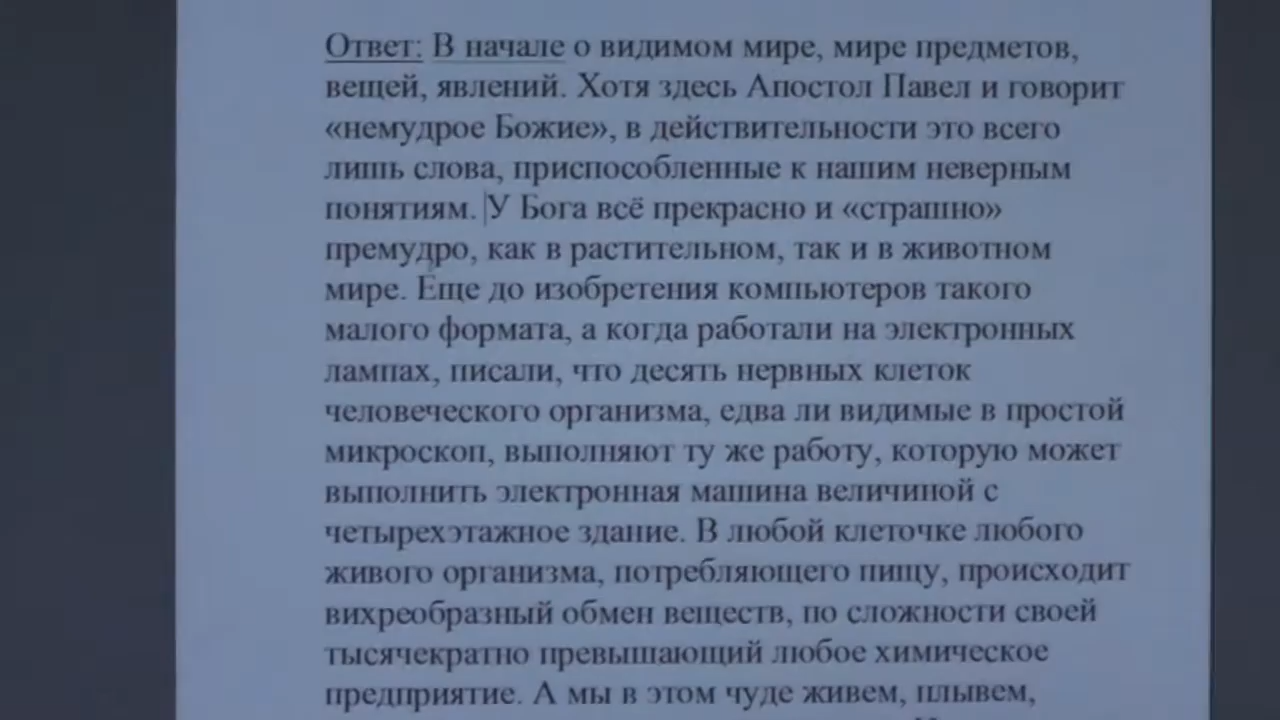 Ответ: В начале о видимом мире, мире предметов,
вещей, явлений. Хотя здесь Апостол Павел и говорит
«немудрое Божие», в действительности это всего
лишь слова, приспособленные к нашим неверным
понятиям. У Бога всё прекрасно и «страшно»
премудро, как в растительном, так и в животном
мире. Еще до изобретения компьютеров такого
малого формата, а когда работали на электронных
лампах, писали, что десять нервных клеток
человеческого организма, едва ли видимые в простой
микроскоп, выполняют ту же работу, которую может
выполнить электронная машина величиной с
четырехэтажное здание. В любой клеточке любого
живого организма, потребляющего пищу, происходит
вихреобразный обмен веществ, по сложности своей
тысячекратно превышающий любое химическое
предприятие. А мы в этом чуде живем, плывем,